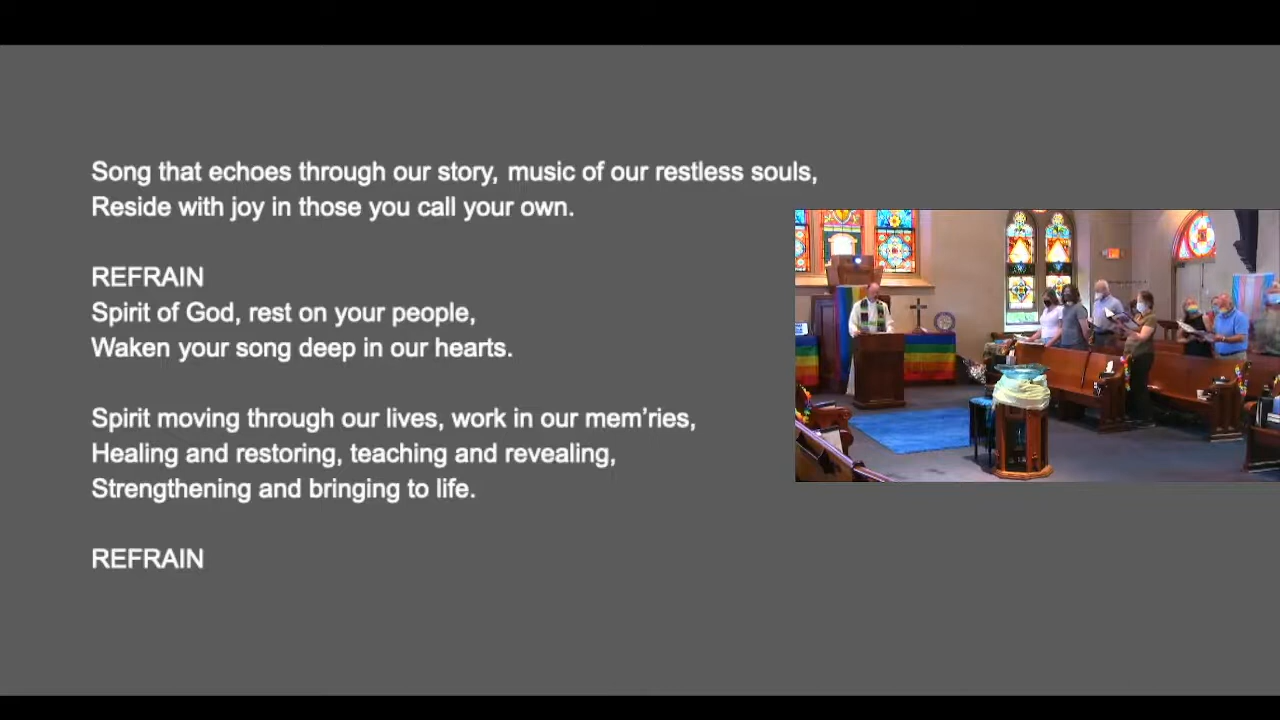 Song that echoes through our story, music of our restless souls,
Reside with joy in those you call your own.
REFRAIN
Spirit of God, rest on your people,
Waken your song deep in our hearts.
Spirit moving through our lives, work in our mem’ries,
Healing and restoring, teaching and revealing,
Strengthening and bringing to life.
REFRAIN